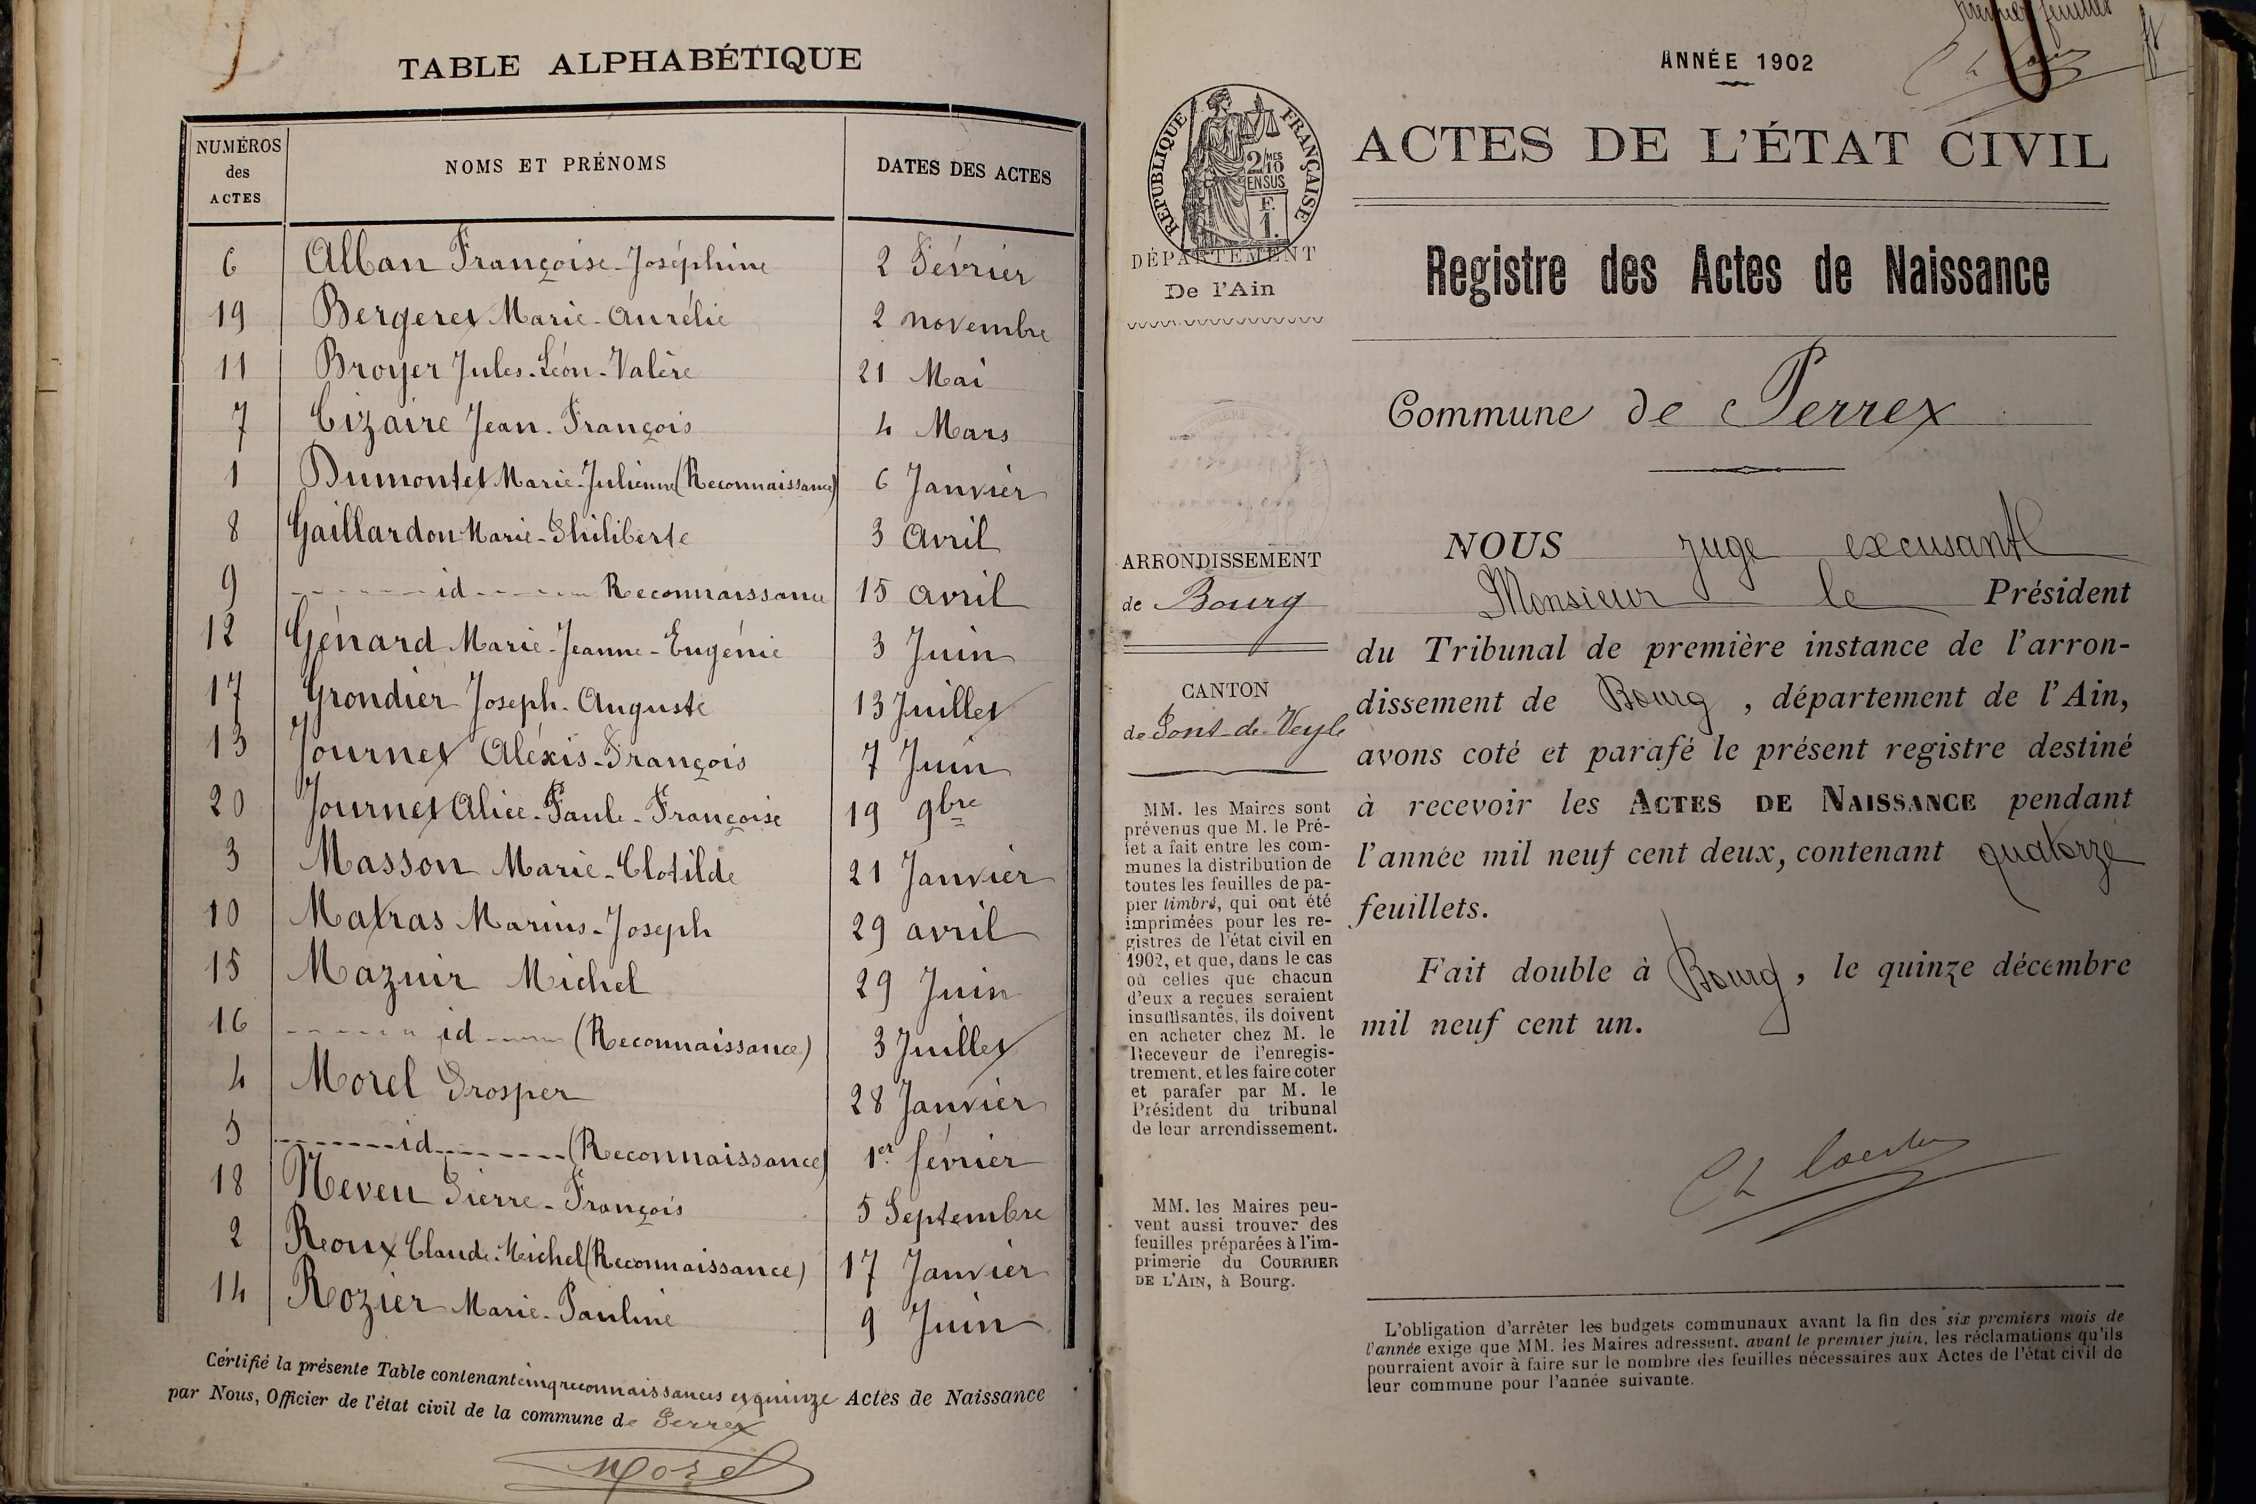 TABLE ALPHABÉTIQUE
NUMÉROS des ACTES
NOMS ET PRÉNOMS
DATES DES ACTES
6 Alban Françoise-Joséphine 2 Février
19 Bergeret Marie-Aurélie 2 novembre
11 Broyer Jules-Léon-Valère 21 Mai
7 Cizaire Jean-François 4 Mars
1 Dumontet Marie-Julienne (Reconnaissance) 6 Janvier
8 Gaillardon Marie-Philiberte 3 Avril
9 id Reconnaissance 15 avril
12 Génard Marie-Jeanne-Eugénie 3 Juin
17 Grondier Joseph-Auguste 13 Juillet
13 Journet Aléxis-François 7 Juin
20 Journet Alice-Paule-Françoise 19 9bre
3 Masson Marie-Clotilde 21 Janvier
10 Matras Marius-Joseph 29 avril
15 Mazuir Michel 29 Juin
16 id (Reconnaissance) 3 Juillet
4 Morel Prosper 28 Janvier
5 id (Reconnaissance) 1er février
18 Neveu Pierre-François 5 Septembre
2 Roux Claude-Michel (Reconnaissance) 17 Janvier
14 Rozier Marie-Pauline 9 Juin
Certifié la présente Table contenant cinq reconnaissances et quinze Actes de Naissance
par Nous, Officier de l'état civil de la commune de Perrex
Morel
premier feuillet
ANNÉE 1902
RÉPUBLIQUE FRANÇAISE
2/10
MES
EN SUS
F.
1.
DÉPARTEMENT
De l'Ain
ACTES DE L'ÉTAT CIVIL
Registre des Actes de Naissance
Commune de Perrex
ARRONDISSEMENT
de Bourg
CANTON
de Pont-de-Veyle
MM. les Maires sont
prévenus que M. le Pré-
fet a fait entre les com-
munes la distribution de
toutes les feuilles de pa-
pier timbré, qui ont été
imprimées pour les re-
gistres de l'état civil en
1902, et que, dans le cas
où celles que chacun
d'eux a reçues seraient
insuffisantes, ils doivent
en acheter chez M. le
Receveur de l'enregis-
trement, et les faire coter
et parafer par M. le
Président du tribunal
de leur arrondissement.
MM. les Maires peu-
vent aussi trouver des
feuilles préparées à l'im-
primerie du COURRIER
DE L'AIN, à Bourg.
NOUS juge excusant
Monsieur le Président
du Tribunal de première instance de l'arron-
dissement de Bourg, département de l'Ain,
avons coté et parafé le présent registre destiné
à recevoir les ACTES DE NAISSANCE pendant
l'année mil neuf cent deux, contenant quatorze
feuillets.
Fait double à Bourg, le quinze décembre
mil neuf cent un.
L'obligation d'arrêter les budgets communaux avant la fin des six premiers mois de
l'année exige que MM. les Maires adressent, avant le premier juin, les réclamations qu'ils
pourraient avoir à faire sur le nombre des feuilles nécessaires aux Actes de l'état civil de
leur commune pour l'année suivante.